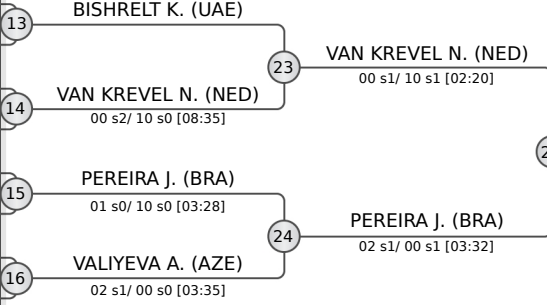 BISHRELT K. (UAE)
13
23
VAN KREVEL N. (NED)
00 s1/ 10 s1 [02:20]
VAN KREVEL N. (NED)
14
00 s2/ 10 s0 [08:35]
PEREIRA J. (BRA)
15
01 s0/ 10 s0 [03:28]
24
PEREIRA J. (BRA)
02 s1/ 00 s1 [03:32]
VALIYEVA A. (AZE)
16
02 s1/ 00 s0 [03:35]